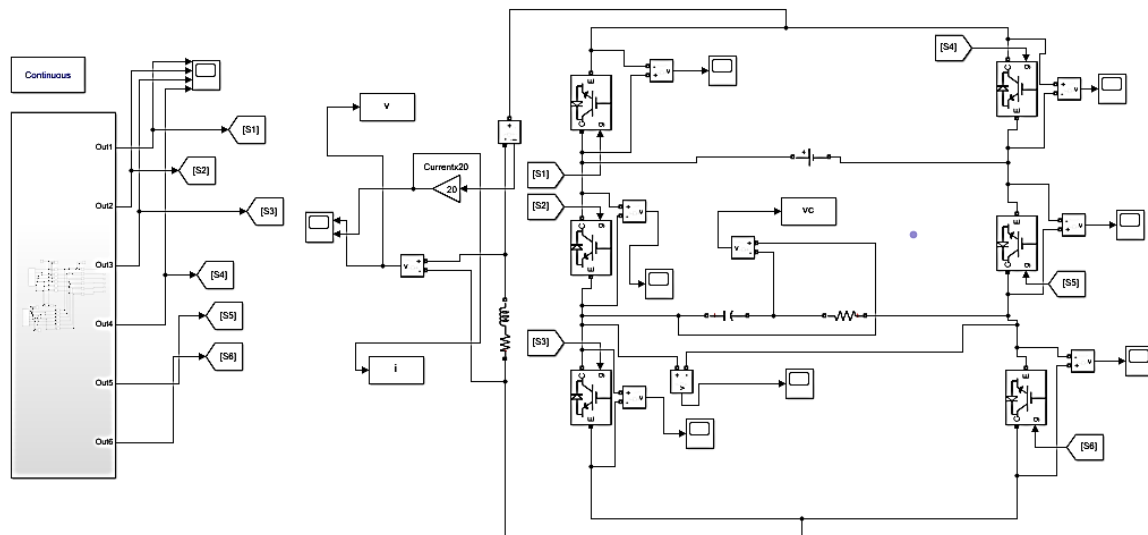 Continuous
Out1
Out2
Out3
Out4
Out5
Out6
[S1]
[S2]
[S3]
[S4]
[S5]
[S6]
v
Currentx20
20
i
+
-
v
+
-
i
[S1]
[S2]
[S3]
[S4]
[S5]
[S6]
vc
E
C
g
C
E
g
C
E
g
C
E
g
E
C
g
E
C
g
+
-
v
+
-
v
+
-
v
+
-
v
+
-
v
+
-
v
+
-
v
+
-
v
+